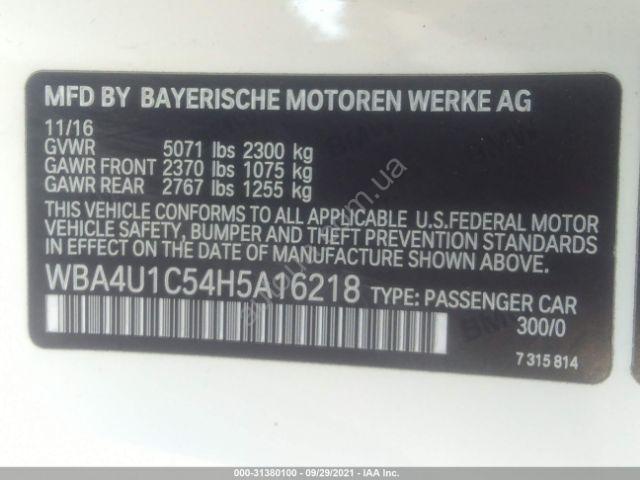 MFD BY BAYERISCHE MOTOREN WERKE AG
11/16
GVWR 5071 lbs 2300 kg
GAWR FRONT 2370 lbs 1075 kg
GAWR REAR 2767 lbs 1255 kg
THIS VEHICLE CONFORMS TO ALL APPLICABLE U.S.FEDERAL MOTOR
VEHICLE SAFETY, BUMPER AND THEFT PREVENTION STANDARDS
IN EFFECT ON THE DATE OF MANUFACTURE SHOWN ABOVE.
WBA4U1C54H5A16218 TYPE: PASSENGER CAR
300/0
7 315 814
000-31380100 - 09/29/2021 - IAAI.COM